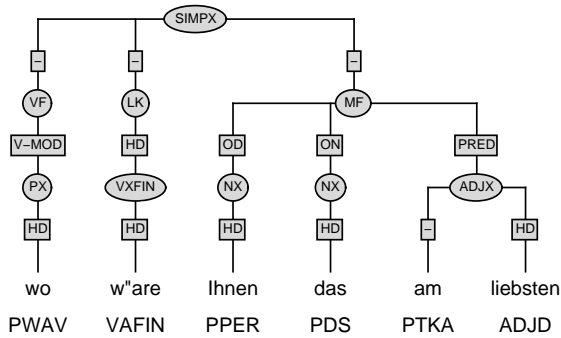 SIMPX
– – –
VF LK MF
V–MOD HD OD ON PRED
PX VXFIN NX NX ADJX
HD HD HD HD – HD
wo w"are Ihnen das am liebsten
PWAV VAFIN PPER PDS PTKA ADJD